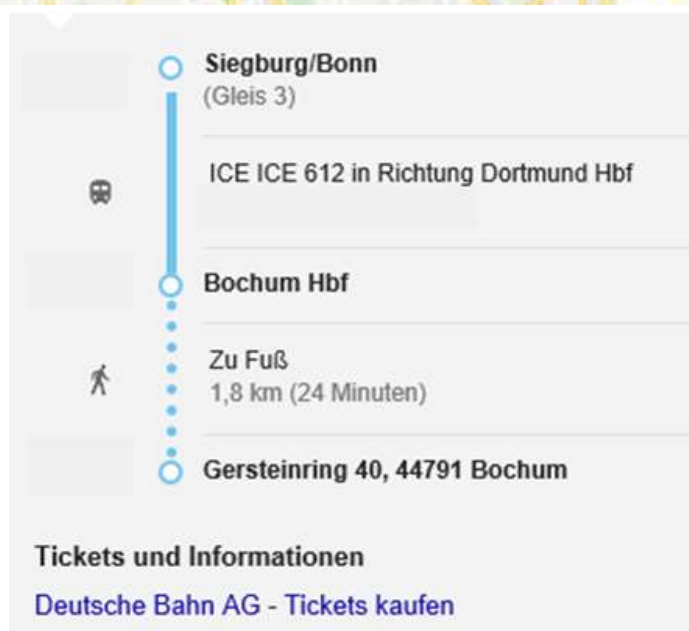 Siegburg/Bonn
(Gleis 3)
ICE ICE 612 in Richtung Dortmund Hbf
Bochum Hbf
Zu Fuß
1,8 km (24 Minuten)
Gersteinring 40, 44791 Bochum
Tickets und Informationen
Deutsche Bahn AG - Tickets kaufen